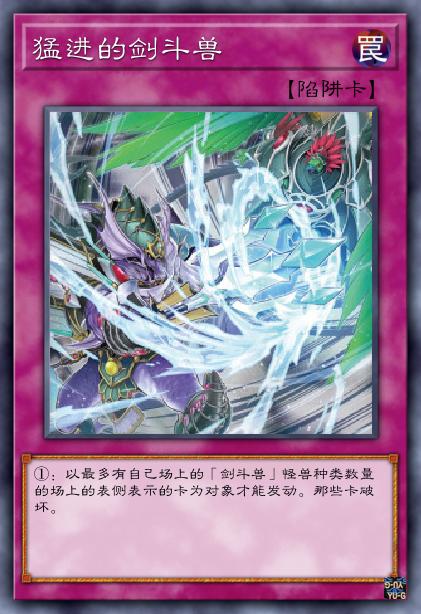 猛进的剑斗兽
罠
【陷阱卡】
①：以最多有自己场上的「剑斗兽」怪兽种类数量
的场上的表侧表示的卡为对象才能发动。那些卡破
坏。